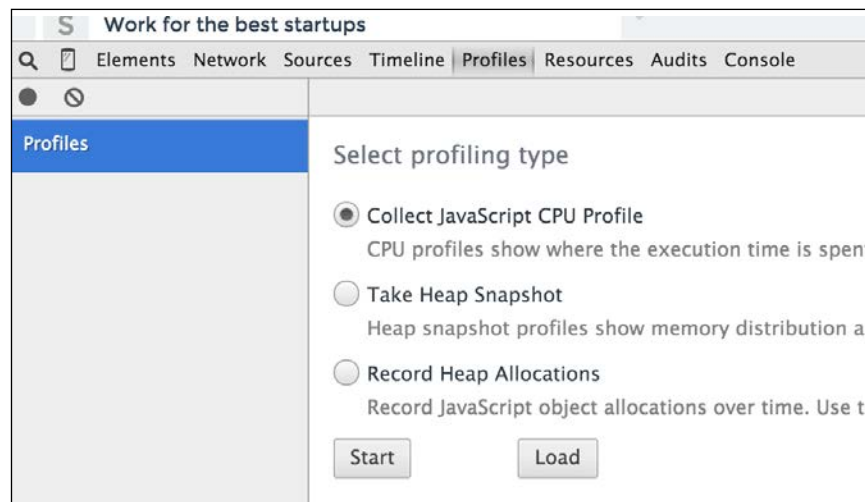 S Work for the best startups
Elements Network Sources Timeline Profiles Resources Audits Console
Profiles
Select profiling type
Collect JavaScript CPU Profile
CPU profiles show where the execution time is spen
Take Heap Snapshot
Heap snapshot profiles show memory distribution a
Record Heap Allocations
Record JavaScript object allocations over time. Use t
Start Load